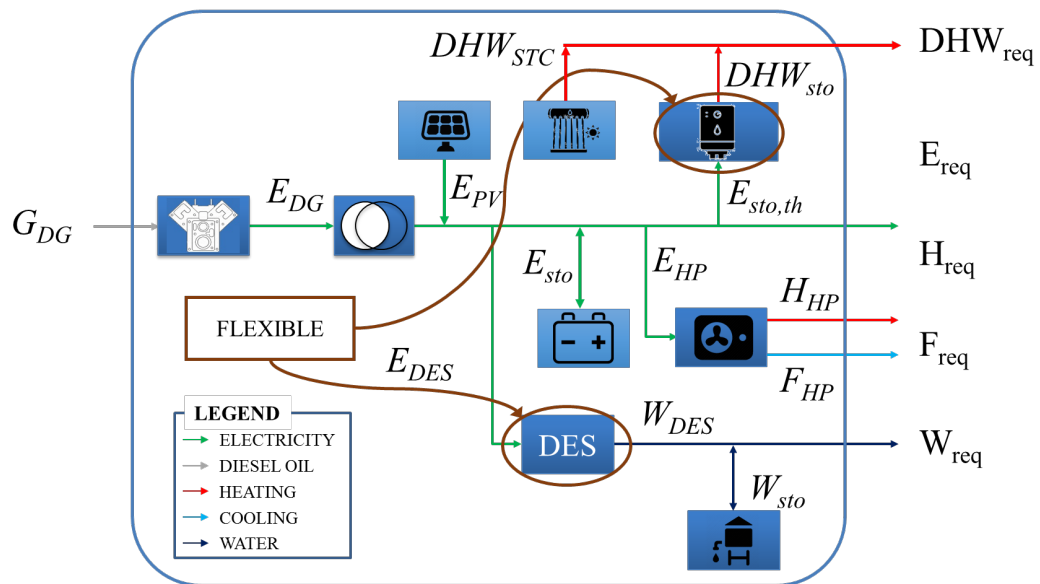 DHW_STC
DHW_req
DHW_sto
E_req
E_PV
E_sto,th
E_DG
G_DG
H_req
E_sto
E_HP
H_HP
FLEXIBLE
F_req
E_DES
F_HP
W_DES
LEGEND
ELECTRICITY
DES
W_req
DIESEL OIL
HEATING
W_sto
COOLING
WATER